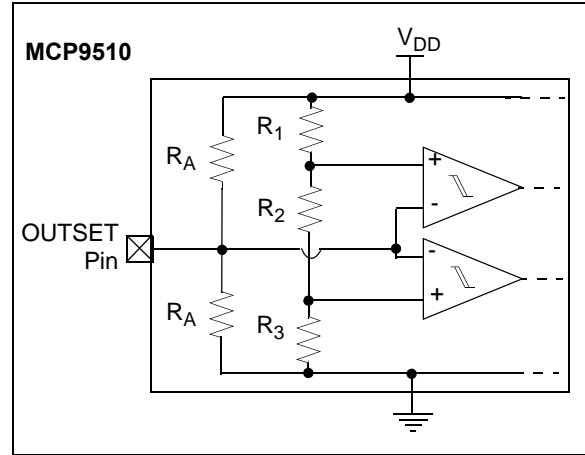 MCP9510
VDD
R1
RA
+
R2
-
OUTSET
Pin
-
RA
+
R3